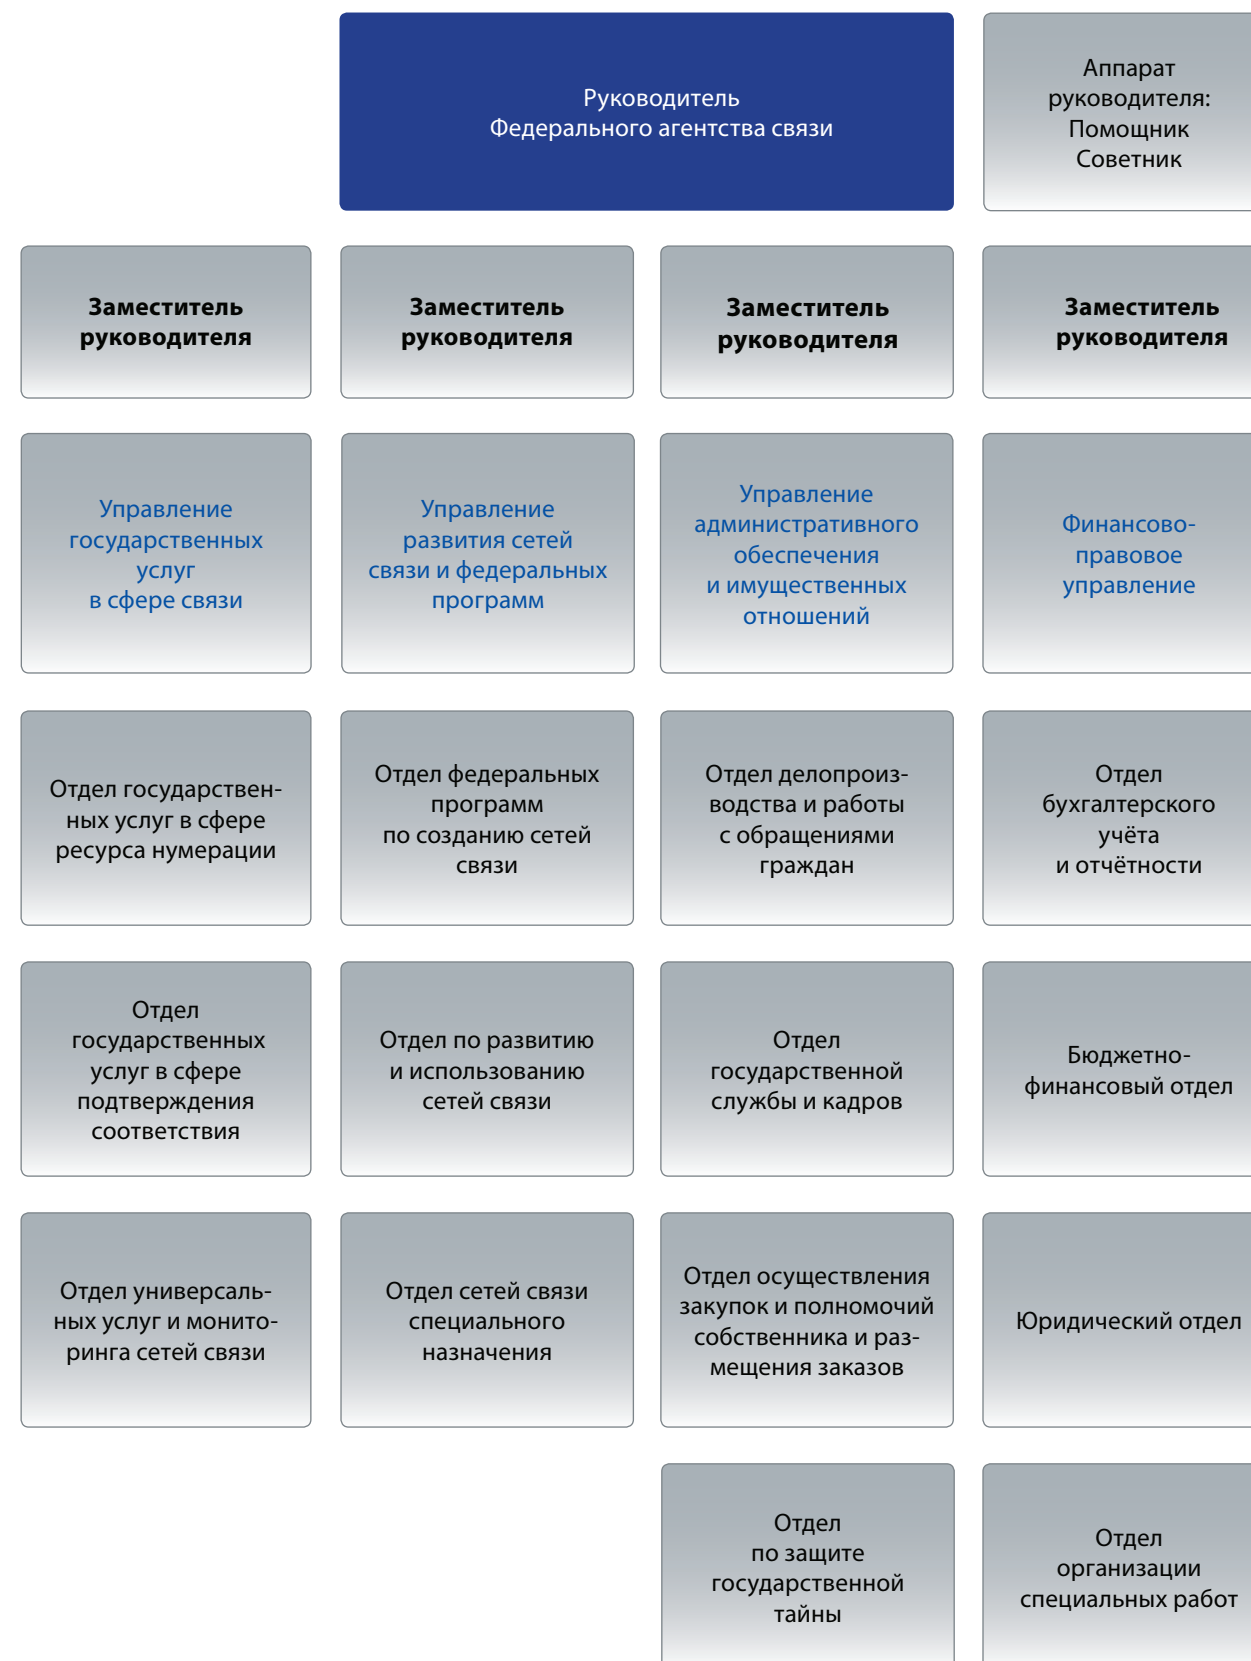 Руководитель
Федерального агентства связи
Аппарат
руководителя:
Помощник
Советник
Заместитель
руководителя
Заместитель
руководителя
Заместитель
руководителя
Заместитель
руководителя
Управление
государственных
услуг
в сфере связи
Управление
развития сетей
связи и федеральных
программ
Управление
административного
обеспечения
и имущественных
отношений
Финансово-
правовое
управление
Отдел государствен-
ных услуг в сфере
ресурса нумерации
Отдел федеральных
программ
по созданию сетей
связи
Отдел делопроиз-
водства и работы
с обращениями
граждан
Отдел
бухгалтерского
учёта
и отчётности
Отдел
государственных
услуг в сфере
подтверждения
соответствия
Отдел по развитию
и использованию
сетей связи
Отдел
государственной
службы и кадров
Бюджетно-
финансовый отдел
Отдел универсаль-
ных услуг и монито-
ринга сетей связи
Отдел сетей связи
специального
назначения
Отдел осуществления
закупок и полномочий
собственника и раз-
мещения заказов
Юридический отдел
Отдел
по защите
государственной
тайны
Отдел
организации
специальных работ